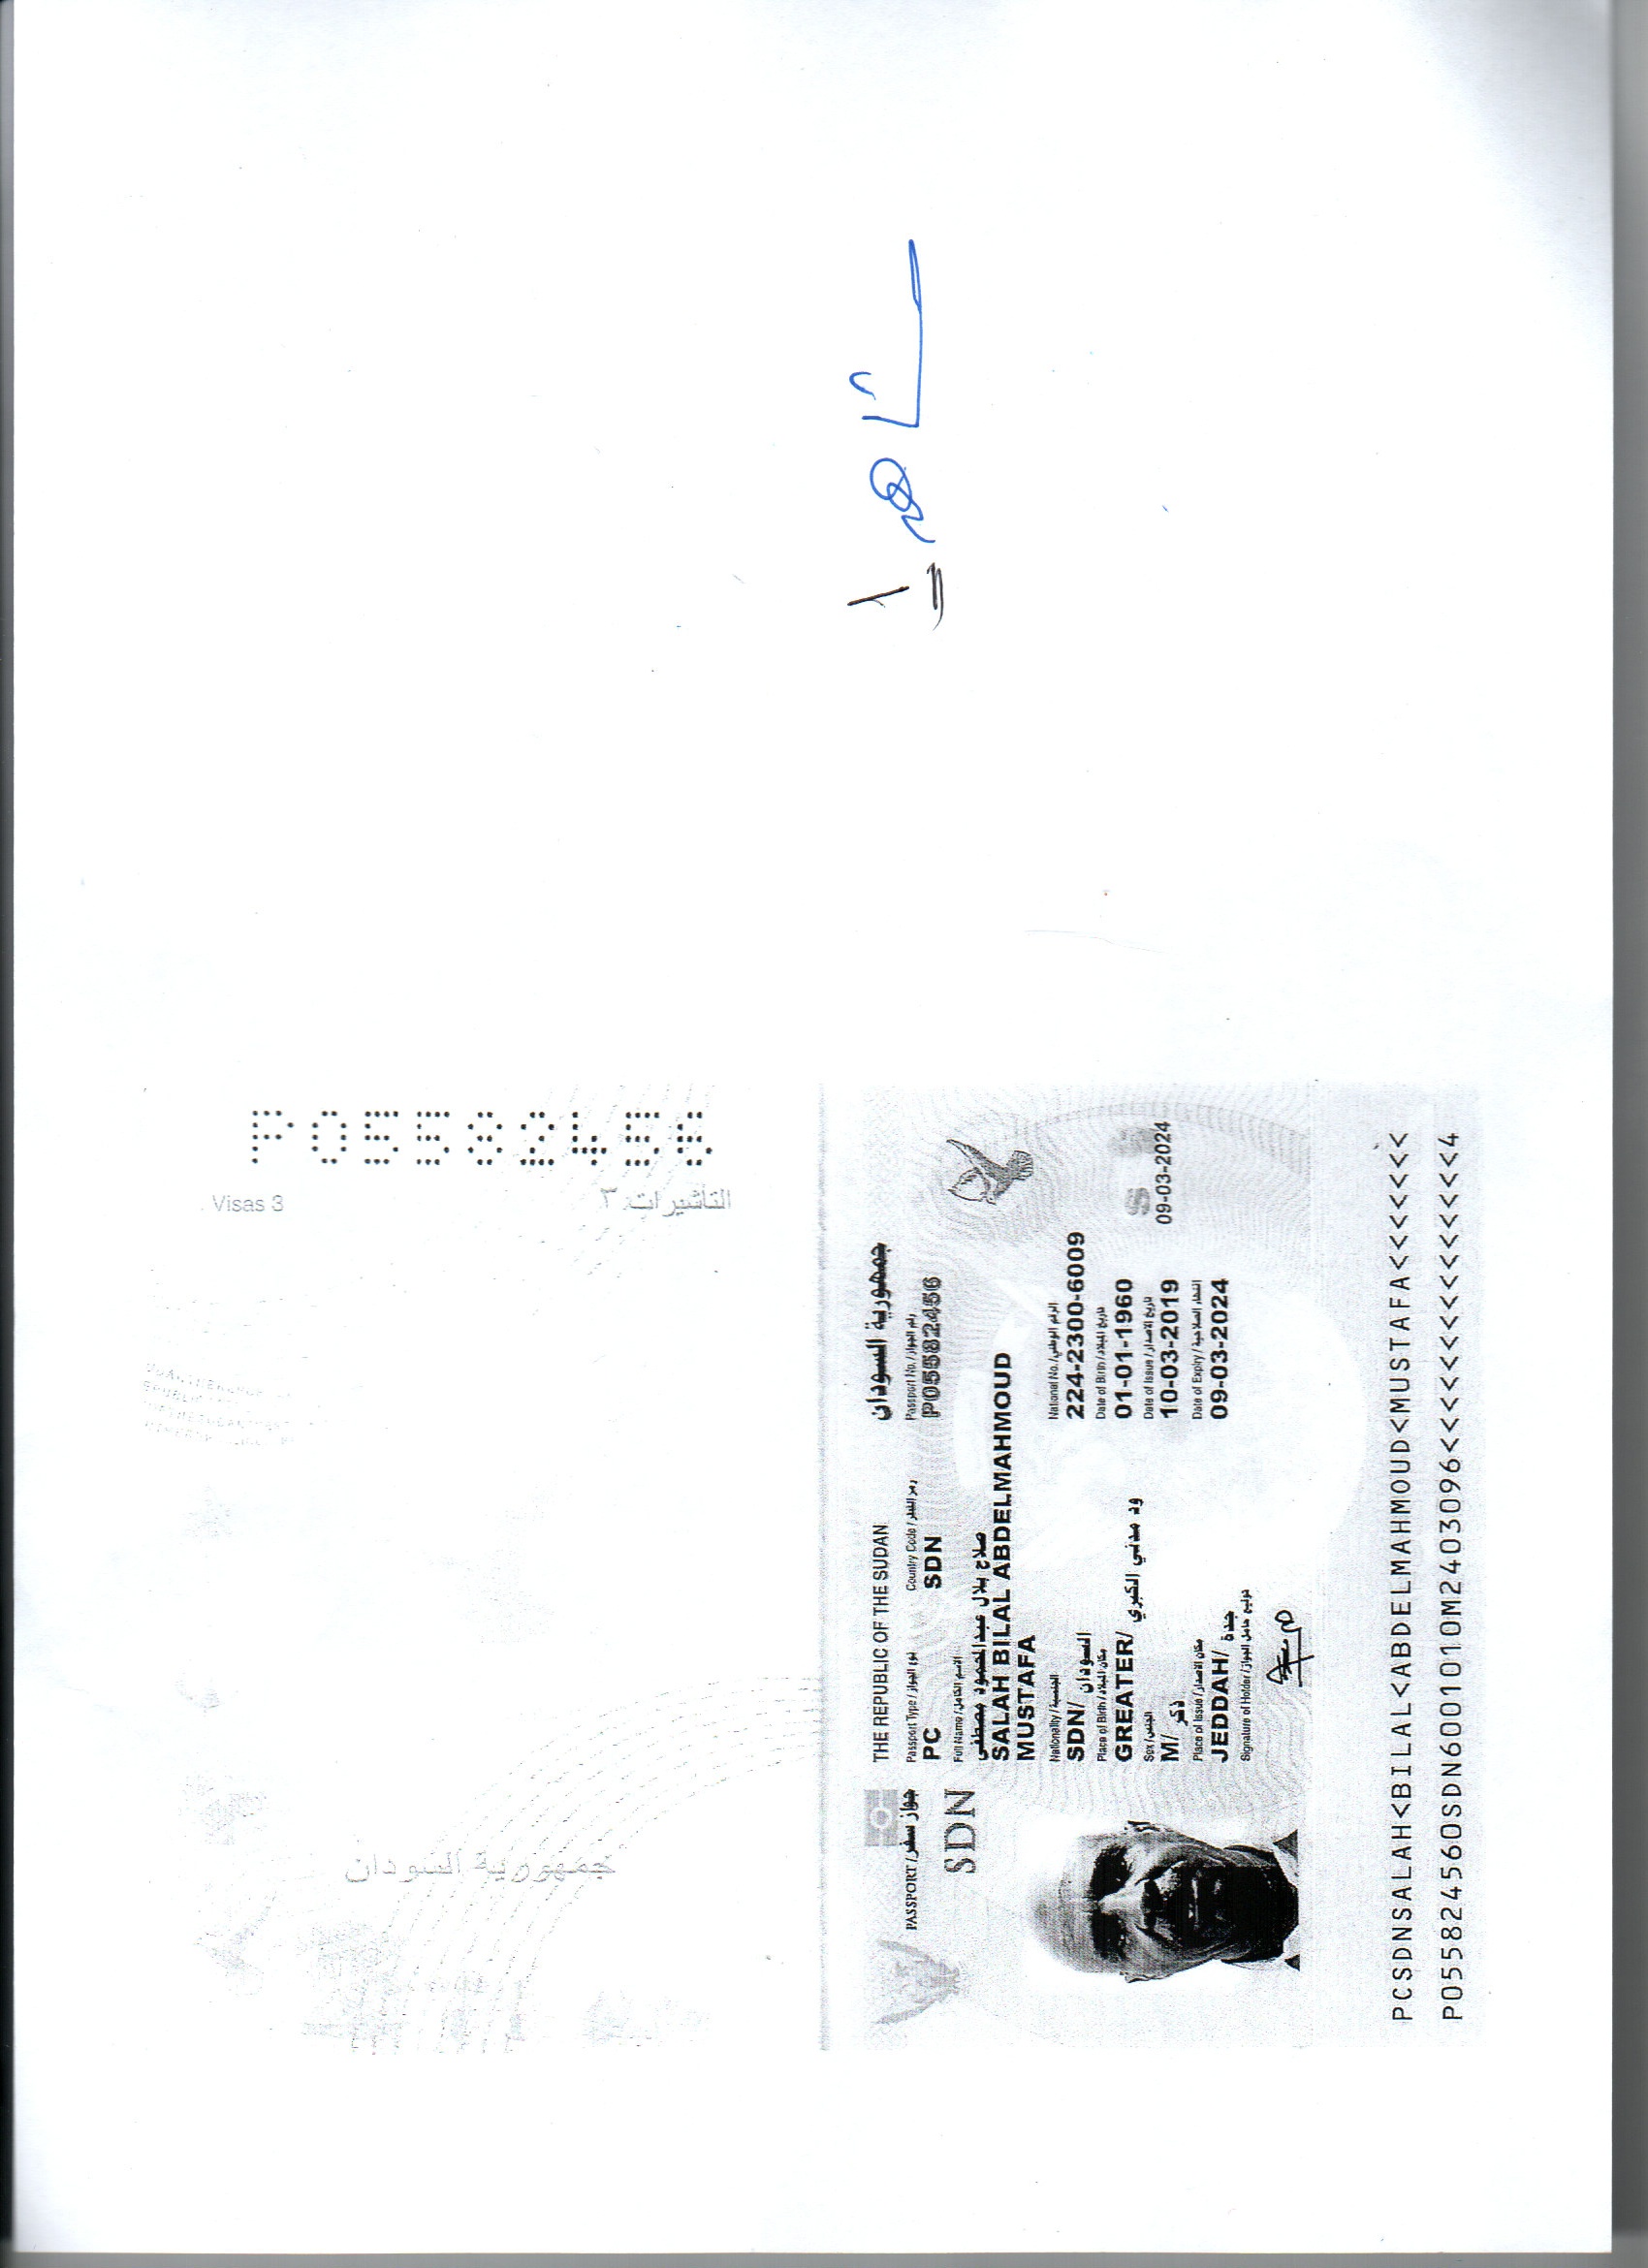 شاهد - ١
P05582456
Visas 3
التأشيرات ٣
جمهورية السودان
THE REPUBLIC OF THE SUDAN
جمهورية السودان
PASSPORT / جواز سفر
SDN
Passport Type / نوع الجواز
Country Code / رمز القطر
Passport No. / رقم الجواز
PC
SDN
P05582456
Full Name / الاسم الكامل
صلاح بلال عبدالمحمود مصطفى
SALAH BILAL ABDELMAHMOUD
MUSTAFA
Nationality / الجنسية
National No. / الرقم الوطني
SDN/ السودان
224-2300-6009
Place of Birth / مكان الميلاد
Date of Birth / تاريخ الميلاد
GREATER/ ود مدني الكبري
01-01-1960
Sex / الجنس
Date of Issue / تاريخ الاصدار
M/ ذكر
10-03-2019
09-03-2024
Place of Issue / مكان الاصدار
Date of Expiry / انتهاء الصلاحية
JEDDAH/ جدة
09-03-2024
Signature of Holder / توقيع حامل الجواز
PCSDNSALAH<BILAL<ABDELMAHMOUD<MUSTAFA<<<<<<<
P055824560SDN6001010M2403096<<<<<<<<<<<<<<<4